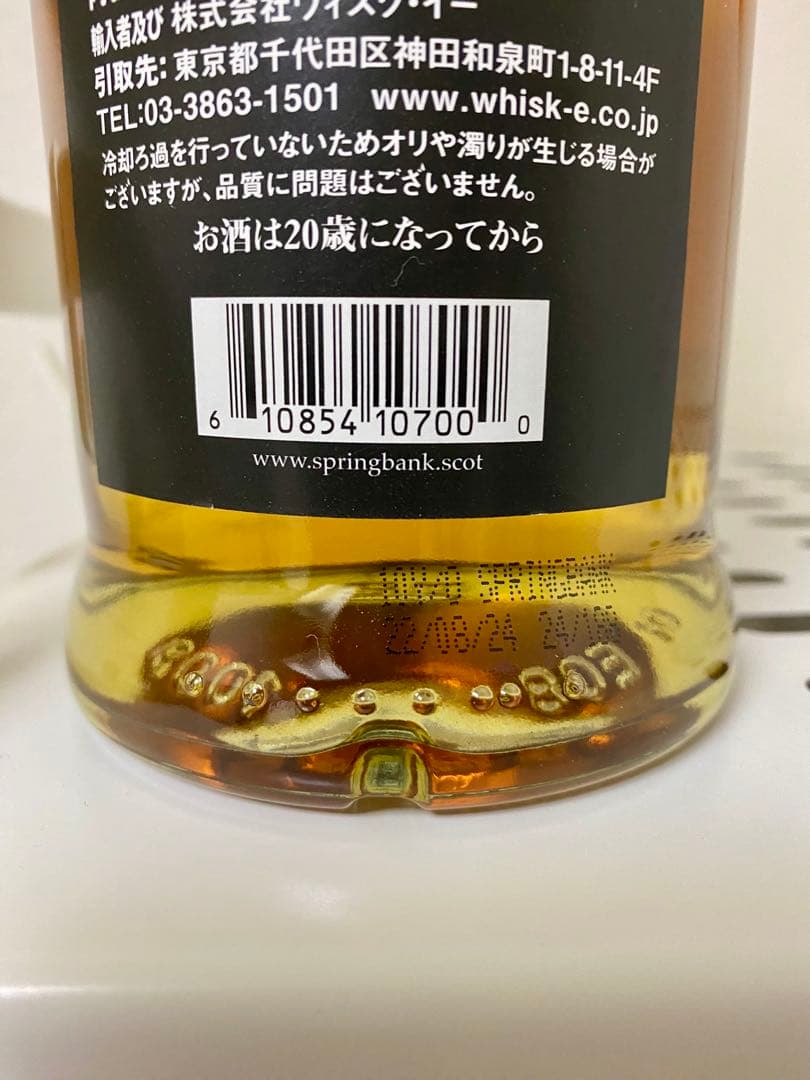 輸入者及び 株式会社ウィスク・イー
引取先: 東京都千代田区神田和泉町1-8-11-4F
TEL:03-3863-1501 www.whisk-e.co.jp
冷却ろ過を行っていないためオリや濁りが生じる場合が
ございますが、品質に問題はございません。
お酒は20歳になってから
6 10854 10700 0
www.springbank.scot
SPRINGBANK
22/08/24